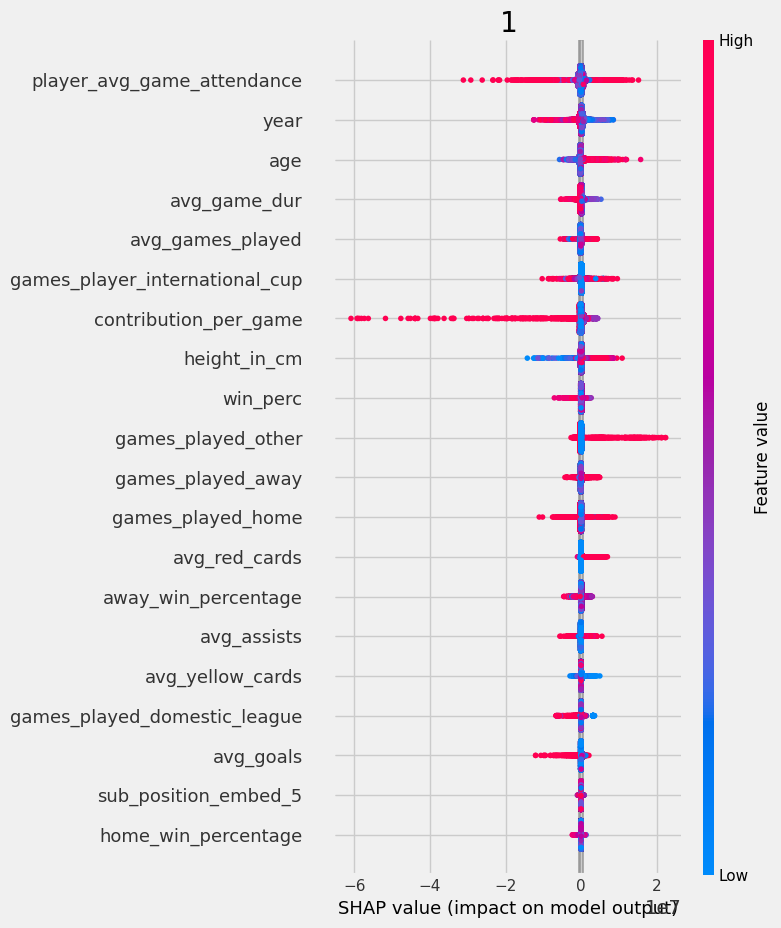 1
High
player_avg_game_attendance
year
age
avg_game_dur
avg_games_played
games_player_international_cup
contribution_per_game
height_in_cm
win_perc
games_played_other
games_played_away
games_played_home
avg_red_cards
away_win_percentage
avg_assists
avg_yellow_cards
games_played_domestic_league
avg_goals
sub_position_embed_5
home_win_percentage
Feature value
Low
−6 −4 −2 0 2
SHAP value (impact on model output)
1e7